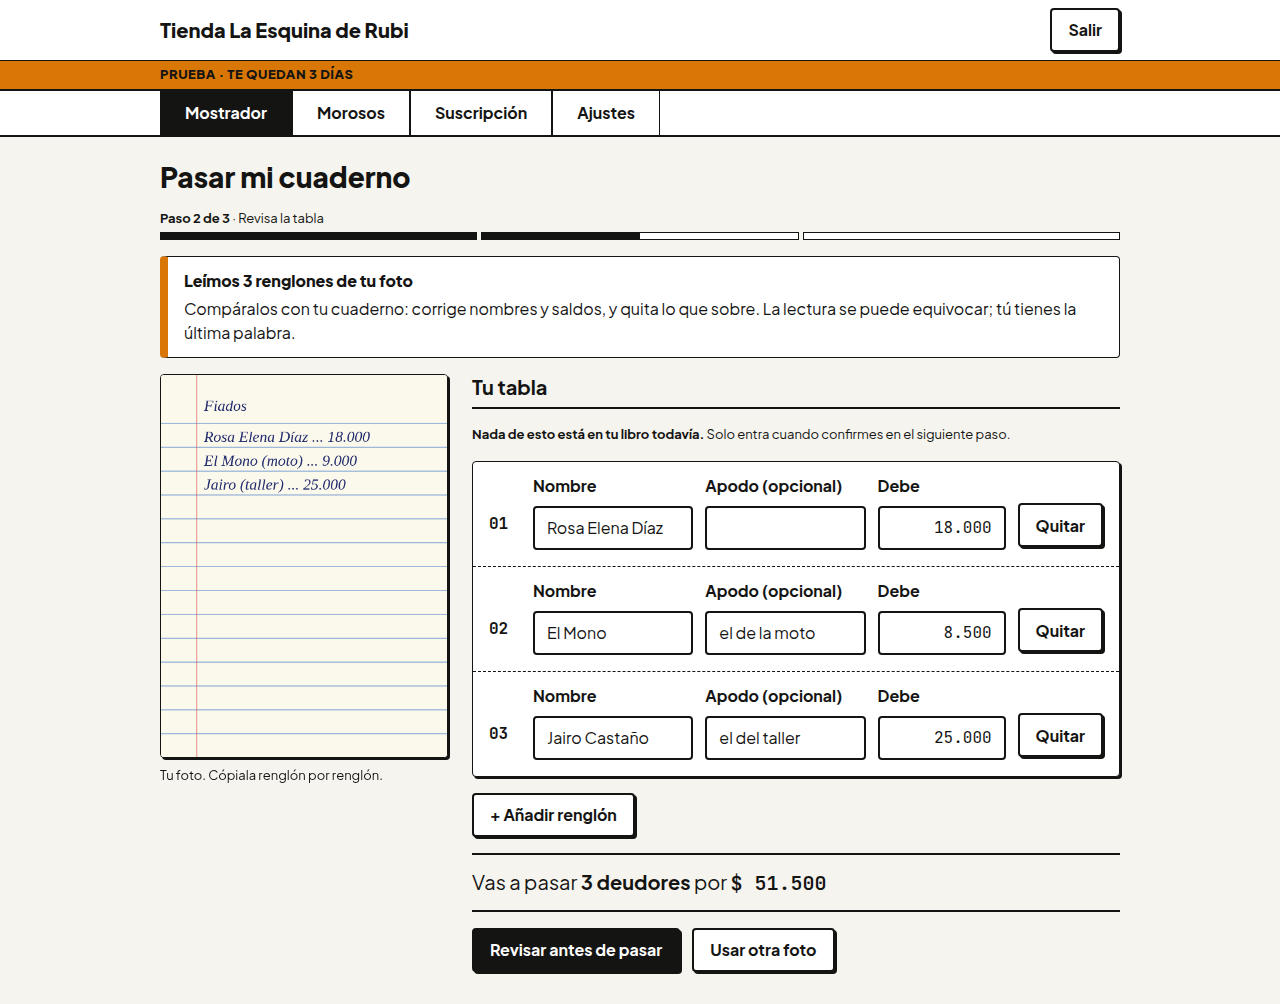 Tienda La Esquina de Rubi
Salir
PRUEBA · TE QUEDAN 3 DÍAS
Mostrador
Morosos
Suscripción
Ajustes
Pasar mi cuaderno
Paso 2 de 3 · Revisa la tabla
Leímos 3 renglones de tu foto
Compáralos con tu cuaderno: corrige nombres y saldos, y quita lo que sobre. La lectura se puede equivocar; tú tienes la
última palabra.
Fiados
Rosa Elena Díaz ... 18.000
El Mono (moto) ... 9.000
Jairo (taller) ... 25.000
Tu foto. Cópiala renglón por renglón.
Tu tabla
Nada de esto está en tu libro todavía. Solo entra cuando confirmes en el siguiente paso.
Nombre Apodo (opcional) Debe
01 Rosa Elena Díaz 18.000 Quitar
Nombre Apodo (opcional) Debe
02 El Mono el de la moto 8.500 Quitar
Nombre Apodo (opcional) Debe
03 Jairo Castaño el del taller 25.000 Quitar
+ Añadir renglón
Vas a pasar 3 deudores por $ 51.500
Revisar antes de pasar
Usar otra foto